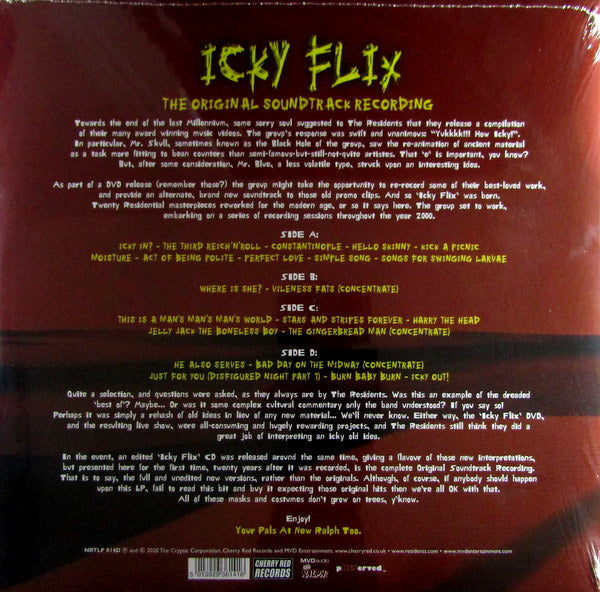 ICKY FLIX
THE ORIGINAL SOUNDTRACK RECORDING
Towards the end of the last Millennium, some sorry soul suggested to The Residents that they release a compilation
of their many award winning music videos. The group's response was swift and unanimous: "Yukkkk!!! How Icky!".
In particular, Mr. Skull, sometimes known as the Black Hole of the group, saw the re-animation of ancient material
as a task more fitting to bean counters than semi-famous-but-still-not-quite artists. That 'e' is important, you know?
But, after some consideration, Mr. Blue, a less volatile type, struck upon an interesting idea.
As part of a DVD release (remember those?) the group might take the opportunity to re-record some of their best-loved work,
and provide an alternate, brand new soundtrack to those old promo clips. And so 'Icky Flix' was born.
Twenty Residential masterpieces reworked for the modern age, or so it says here. The group set to work,
embarking on a series of recording sessions throughout the year 2000.
SIDE A:
ICKY IN? - THE THIRD REICH'N'ROLL - CONSTANTINOPLE - HELLO SKINNY - KICK A PICNIC
MOISTURE - ACT OF BEING POLITE - PERFECT LOVE - SIMPLE SONG - SONGS FOR SWINGING LARVAE
SIDE B:
WHERE IS SHE? - VILENESS FATS (CONCENTRATE)
SIDE C:
THIS IS A MAN'S MAN'S MAN'S WORLD - STARS AND STRIPES FOREVER - HARRY THE HEAD
JELLY JACK THE BONELESS BOY - THE GINGERBREAD MAN (CONCENTRATE)
SIDE D:
HE ALSO SERVES - BAD DAY ON THE MIDWAY (CONCENTRATE)
JUST FOR YOU (DISFIGURED NIGHT PART 7) - BURN BABY BURN - ICKY OUT!
Quite a selection, and questions were asked, as they always are by The Residents. Was this an example of the dreaded
'best of'? Maybe... Or was it some complex cultural commentary only the band understood? If you say so!
Perhaps it was simply a rehash of old ideas in lieu of any new material... We'll never know. Either way, the 'Icky Flix' DVD,
and the resulting live show, were all-consuming and hugely rewarding projects, and The Residents still think they did a
great job of interpreting an icky old idea.
In the event, an edited 'Icky Flix' CD was released around the same time, giving a flavour of those new interpretations,
but presented here for the first time, twenty years after it was recorded, is the complete Original Soundtrack Recording.
That is to say, the full and unedited new versions, rather than the originals. Although, of course, if anybody should happen
upon this LP, fail to read this bit and buy it expecting those original hits then we're all OK with that.
All of these masks and costumes don't grow on trees, y'know.
Enjoy!
Your Pals At New Ralph Too.
NRTLP 014D ℗ and © 2020 The Cryptic Corporation, Cherry Red Records and MVD Entertainment. www.cherryred.co.uk • www.residents.com • www.mvdentertainment.com
5 013929 361416
CHERRY RED
RECORDS
MVDaudio
RALPH